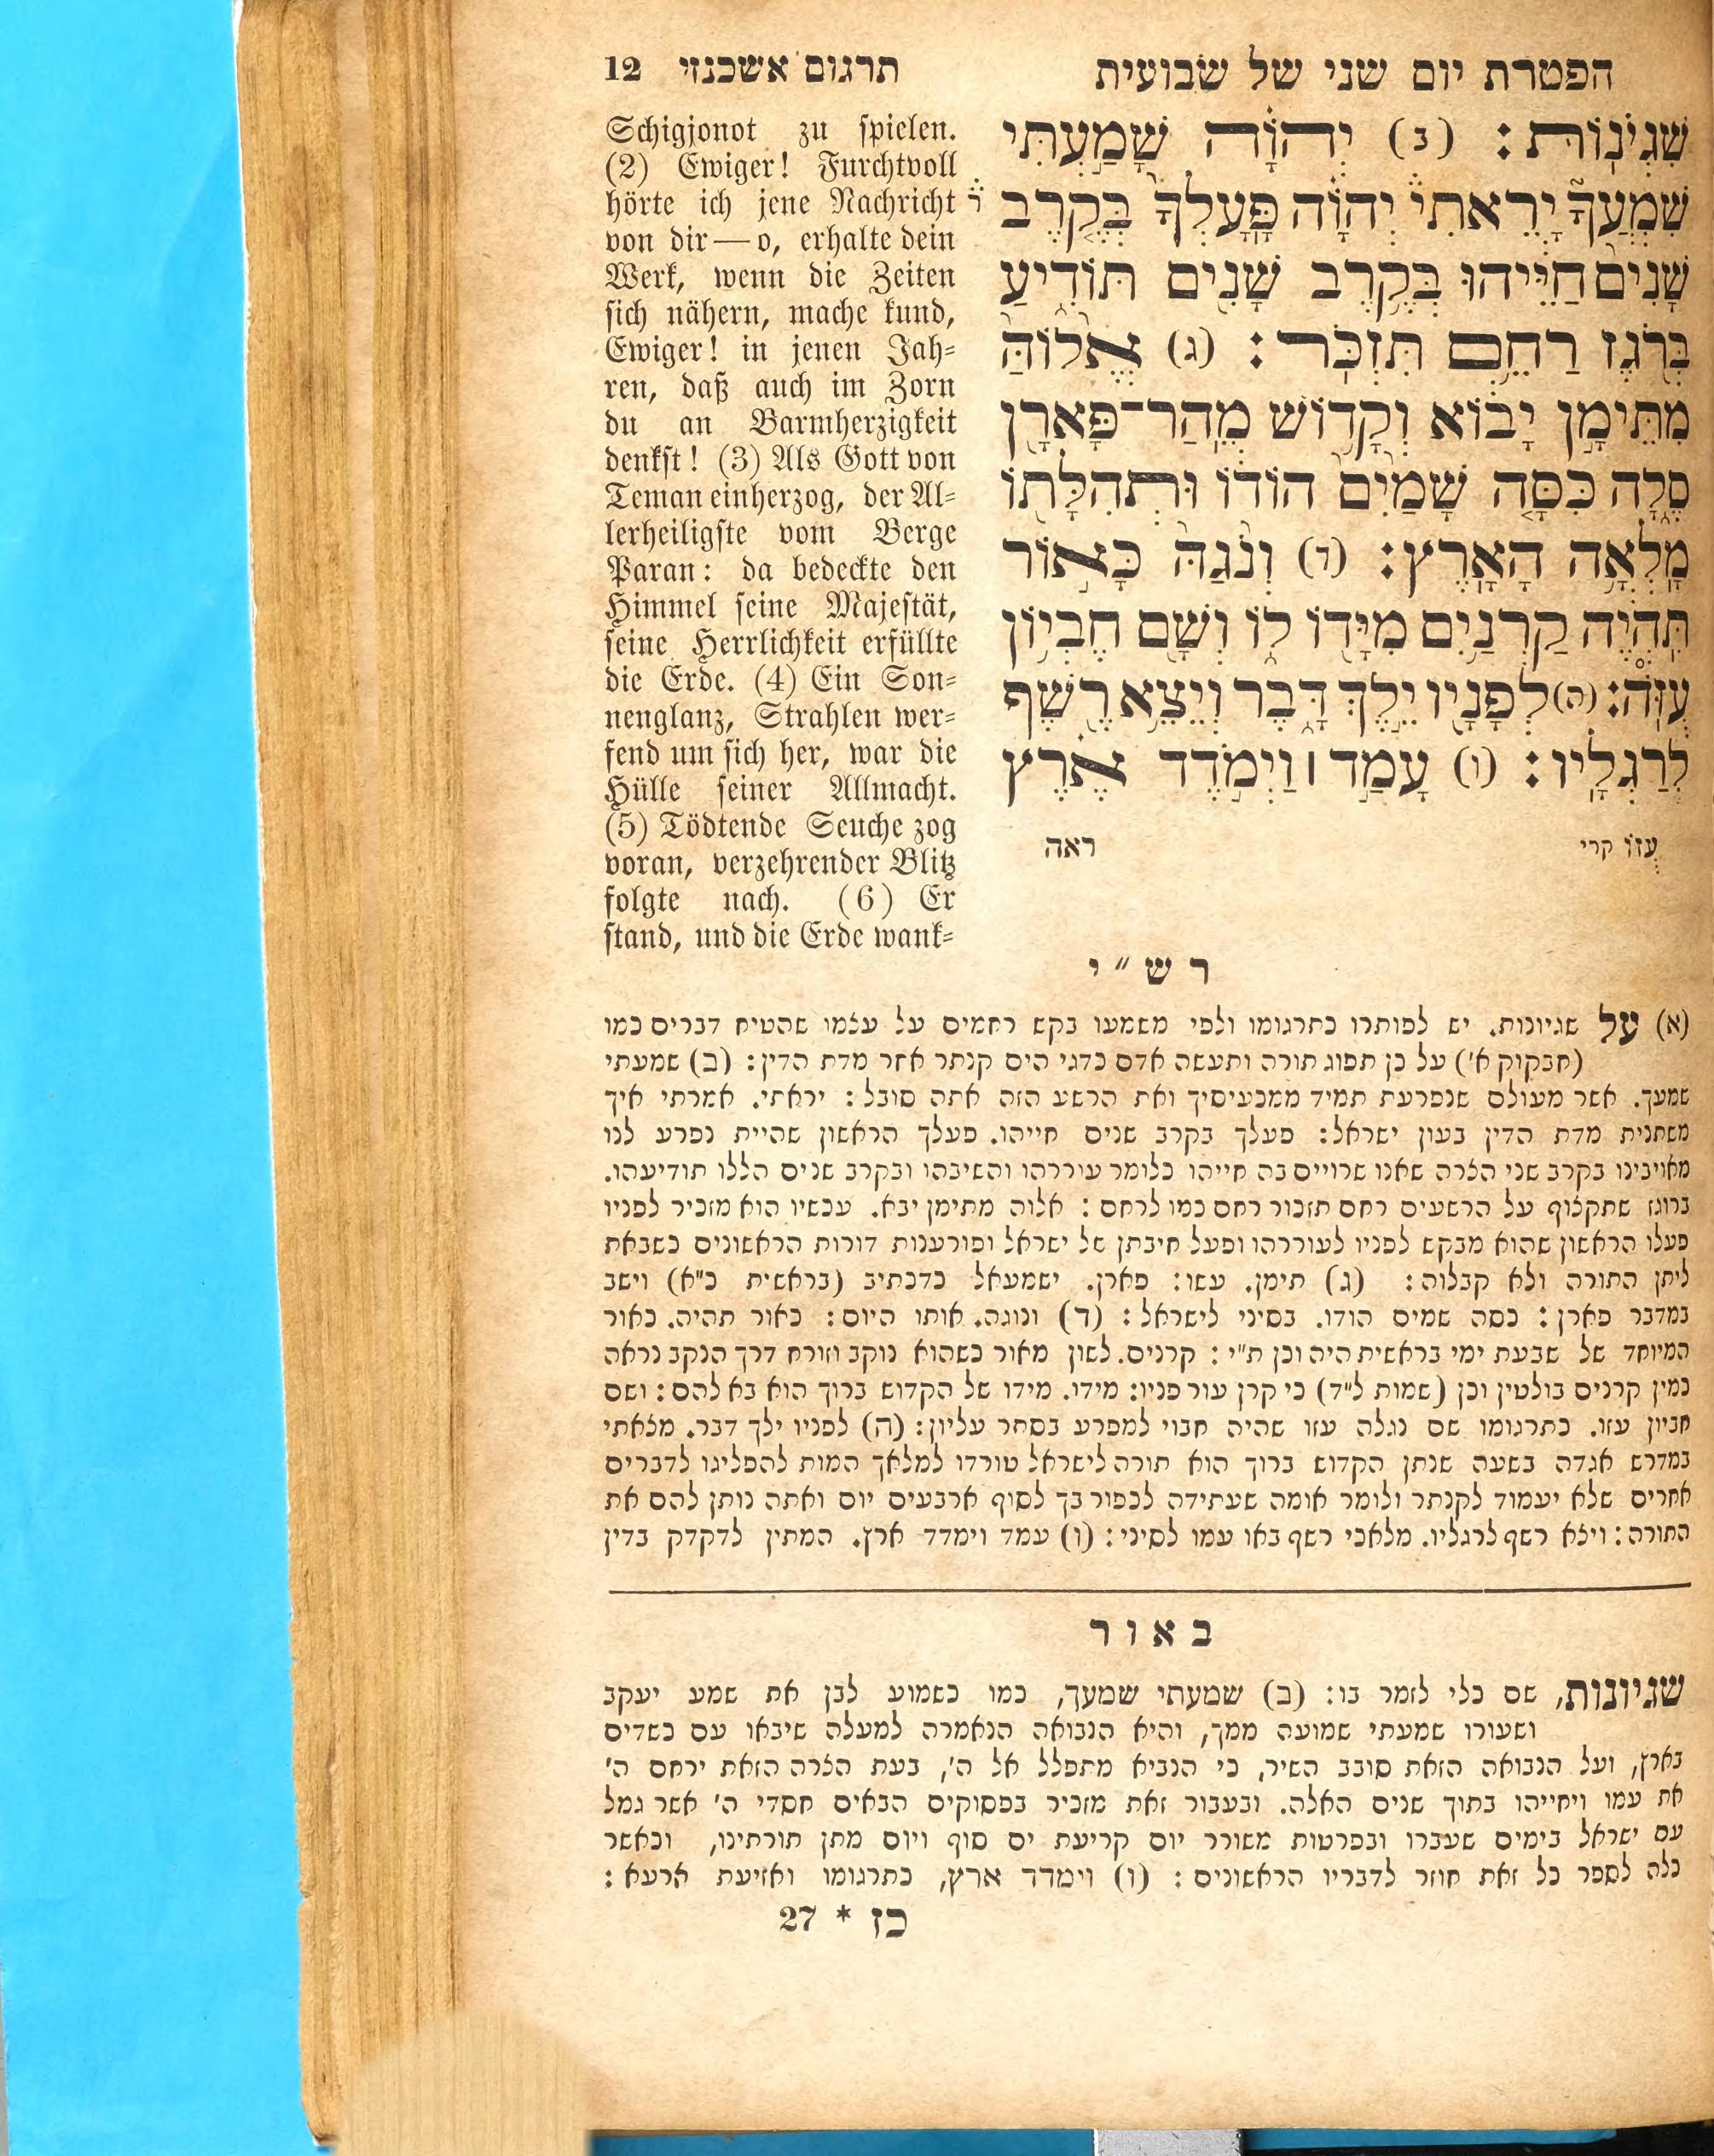 הפטרת יום שני של שבועית
תרגום אשכנזי 12
שִׁגְיֹנֽוֹת׃ (ב) יְהוָֹ֗ה שָׁמַ֣עְתִּי
שִׁמְעֲךָ֮ יָרֵ֒אתִי֒ יְהוָֹ֗ה פָּֽעָלְךָ֙ בְּקֶ֤רֶב
שָׁנִים֙ חַיֵּ֔יהוּ בְּקֶ֥רֶב שָׁנִ֖ים תּוֹדִ֑יעַ
בְּרֹ֖גֶז רַחֵ֥ם תִּזְכּֽוֹר׃ (ג) אֱל֙וֹהַּ֙
מִתֵּימָ֣ן יָב֔וֹא וְקָד֥וֹשׁ מֵֽהַר־פָּארָ֖ן
סֶ֑לָה כִּסָּ֤ה שָׁמַ֙יִם֙ הוֹד֔וֹ וּתְהִלָּת֖וֹ
מָֽלְאָ֥ה הָאָֽרֶץ׃ (ד) וְנֹ֙גַהּ֙ כָּא֣וֹר
תִּֽהְיֶ֔ה קַרְנַ֥יִם מִיָּד֖וֹ ל֑וֹ וְשָׁ֖ם חֶבְי֥וֹן
עֻזֹּֽה׃ (ה) לְפָנָ֖יו יֵ֣לֶךְ דָּ֑בֶר וְיֵצֵ֥א רֶ֖שֶׁף
לְרַגְלָֽיו׃ (ו) עָמַ֣ד ׀ וַיְמֹ֣דֶד אֶ֗רֶץ
עֻזּוֹ קרי
ראה
Schigjonot zu spielen.
(2) Ewiger! Furchtvoll
hörte ich jene Nachricht
von dir — o, erhalte dein
Werk, wenn die Zeiten
sich nähern, mache kund,
Ewiger! in jenen Jah-
ren, daß auch im Zorn
du an Barmherzigkeit
denkst! (3) Als Gott von
Teman einherzog, der Al-
lerheiligste vom Berge
Paran: da bedeckte den
Himmel seine Majestät,
seine Herrlichkeit erfüllte
die Erde. (4) Ein Son-
nenglanz, Strahlen wer-
fend um sich her, war die
Hülle seiner Allmacht.
(5) Tödtende Seuche zog
voran, verzehrender Blitz
folgte nach. (6) Er
stand, und die Erde wank-
רש"י
(א) על שגיונות. יש לפותרו כתרגומו ולפי משמעו בקש רחמים על עצמו שהטיח דברים כמו
(חבקוק א') על כן תפוג תורה ותעשה אדם כדגי הים קנתר אחר מדת הדין: (ב) שמעתי
שמעך. אשר מעולם שנפרעת תמיד ממכעיסיך ואת הרשע הזה אתה סובל: יראתי. אמרתי איך
משתנית מדת הדין בעון ישראל: פעלך בקרב שנים חייהו. פעלך הראשון שהיית נפרע לנו
מאויבינו בקרב שני הצרה שאנו שרויים בה חייהו כלומר עוררהו והשיבהו ובקרב שנים הללו תודיעהו.
ברוגז שתקצוף על הרשעים רחם תזכור רחם כמו לרחם: אלוה מתימן יבא. עכשיו הוא מזכיר לפניו
פעלו הראשון שהוא מבקש לפניו לעוררהו ופעל חיבתן של ישראל ופורענות דורות הראשונים כשבאת
ליתן התורה ולא קבלוה: (ג) תימן. עשו: פארן. ישמעאל כדכתיב (בראשית כ"א) וישב
במדבר פארן: כסה שמים הודו. בסיני לישראל: (ד) ונוגה. אותו היום: כאור תהיה. כאור
המיוחד של שבעת ימי בראשית היה וכן ת"י: קרנים. לשון מאור כשהוא נוקב וזורח דרך הנקב נראה
כמין קרנים בולטין וכן (שמות ל"ד) כי קרן עור פניו: מידו. מידו של הקדוש ברוך הוא בא להם: ושם
חביון עזו. כתרגומו שם נגלה עזו שהיה חבוי למפרע בסתר עליון: (ה) לפניו ילך דבר. מצאתי
במדרש אגדה בשעה שנתן הקדוש ברוך הוא תורה לישראל טורדו למלאך המות להפליגו לדברים
אחרים שלא יעמוד לקנתר ולומר אומה שעתידה לכפור בך לסוף ארבעים יום ואתה נותן להם את
התורה: ויצא רשף לרגליו. מלאכי רשף באו עמו לסיני: (ו) עמד וימדד ארץ. המתין לדקדק בדין
באור
שגיונות, שם כלי לזמר בו: (ב) שמעתי שמעך, כמו כשמוע לבן את שמע יעקב
ושעורו שמעתי שמועה ממך, והיא הנבואה הנאמרה למעלה שיבאו עם כשדים
בארץ, ועל הנבואה הזאת סובב השיר, כי הנביא מתפלל אל ה', בעת הצרה הזאת ירחם ה'
את עמו ויחייהו בתוך שנים האלה. ובעבור זאת מזכיר בפסוקים הבאים חסדי ה' אשר גמל
עם ישראל בימים שעברו ובפרטות משורר יום קריעת ים סוף ויום מתן תורתינו, וכאשר
כלה לספר כל זאת חוזר לדבריו הראשונים: (ו) וימדד ארץ, כתרגומו ואזיעת ארעא:
כז * 27